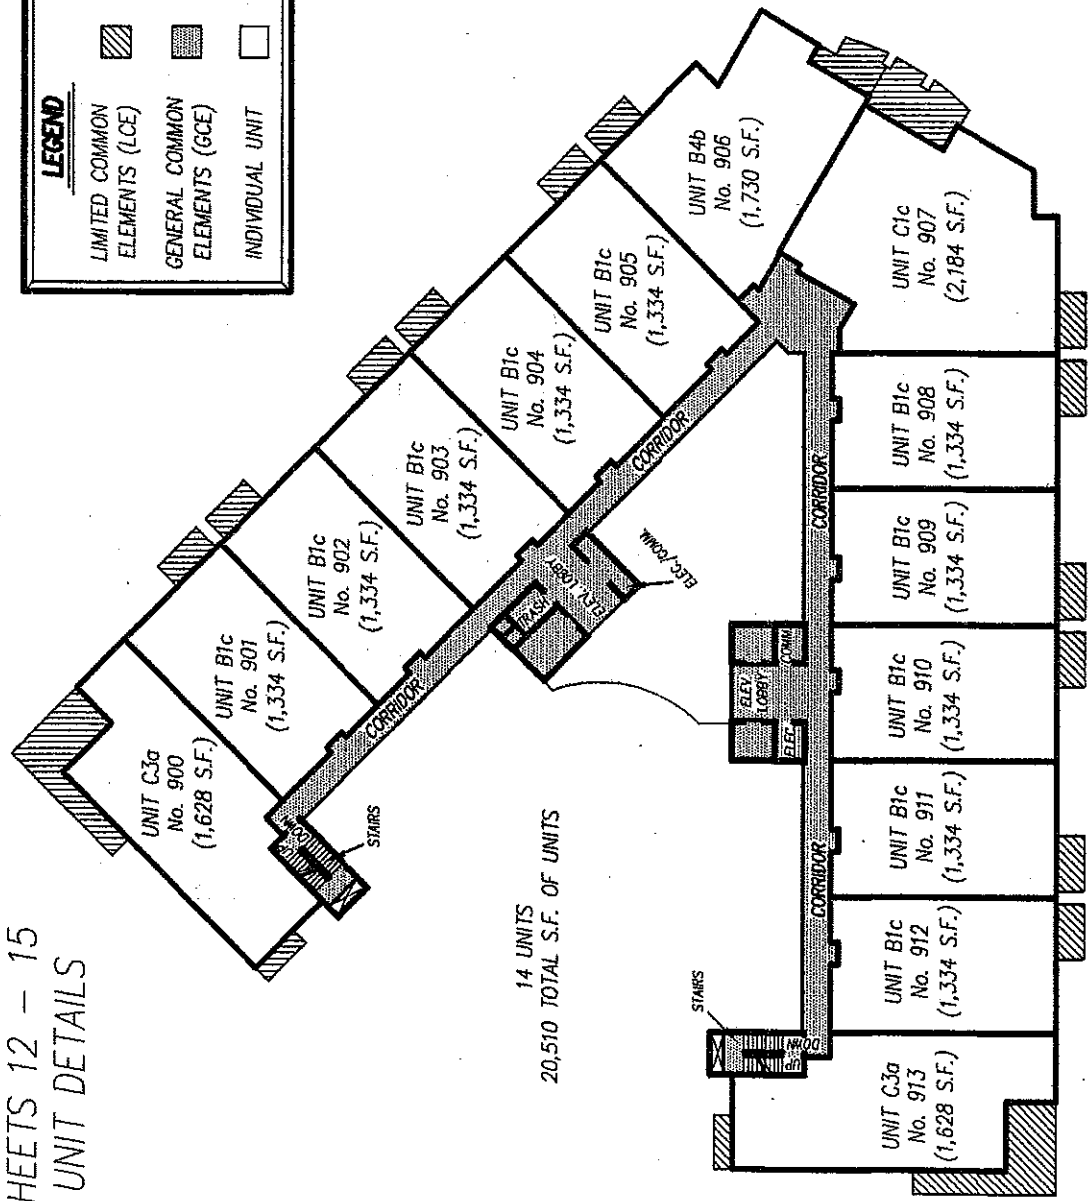 HEETS 12 - 15
UNIT DETAILS
LEGEND
LIMITED COMMON
ELEMENTS (LCE)
GENERAL COMMON
ELEMENTS (GCE)
INDIVIDUAL UNIT
UNIT C3a
No. 900
(1,628 S.F.)
UNIT B1c
No. 901
(1,334 S.F.)
UNIT B1c
No. 902
(1,334 S.F.)
UNIT B1c
No. 903
(1,334 S.F.)
UNIT B1c
No. 904
(1,334 S.F.)
UNIT B1c
No. 905
(1,334 S.F.)
UNIT B4b
No. 906
(1,730 S.F.)
UNIT C1c
No. 907
(2,184 S.F.)
UNIT B1c
No. 908
(1,334 S.F.)
UNIT B1c
No. 909
(1,334 S.F.)
UNIT B1c
No. 910
(1,334 S.F.)
UNIT B1c
No. 911
(1,334 S.F.)
UNIT B1c
No. 912
(1,334 S.F.)
UNIT C3a
No. 913
(1,628 S.F.)
CORRIDOR
CORRIDOR
CORRIDOR
CORRIDOR
UP
DOWN
STAIRS
TRASH
ELEV. LOBBY
ELEC./COMM.
ELEV.
LOBBY
ELEC
COMM
STAIRS
UP
DOWN
14 UNITS
20,510 TOTAL S.F. OF UNITS